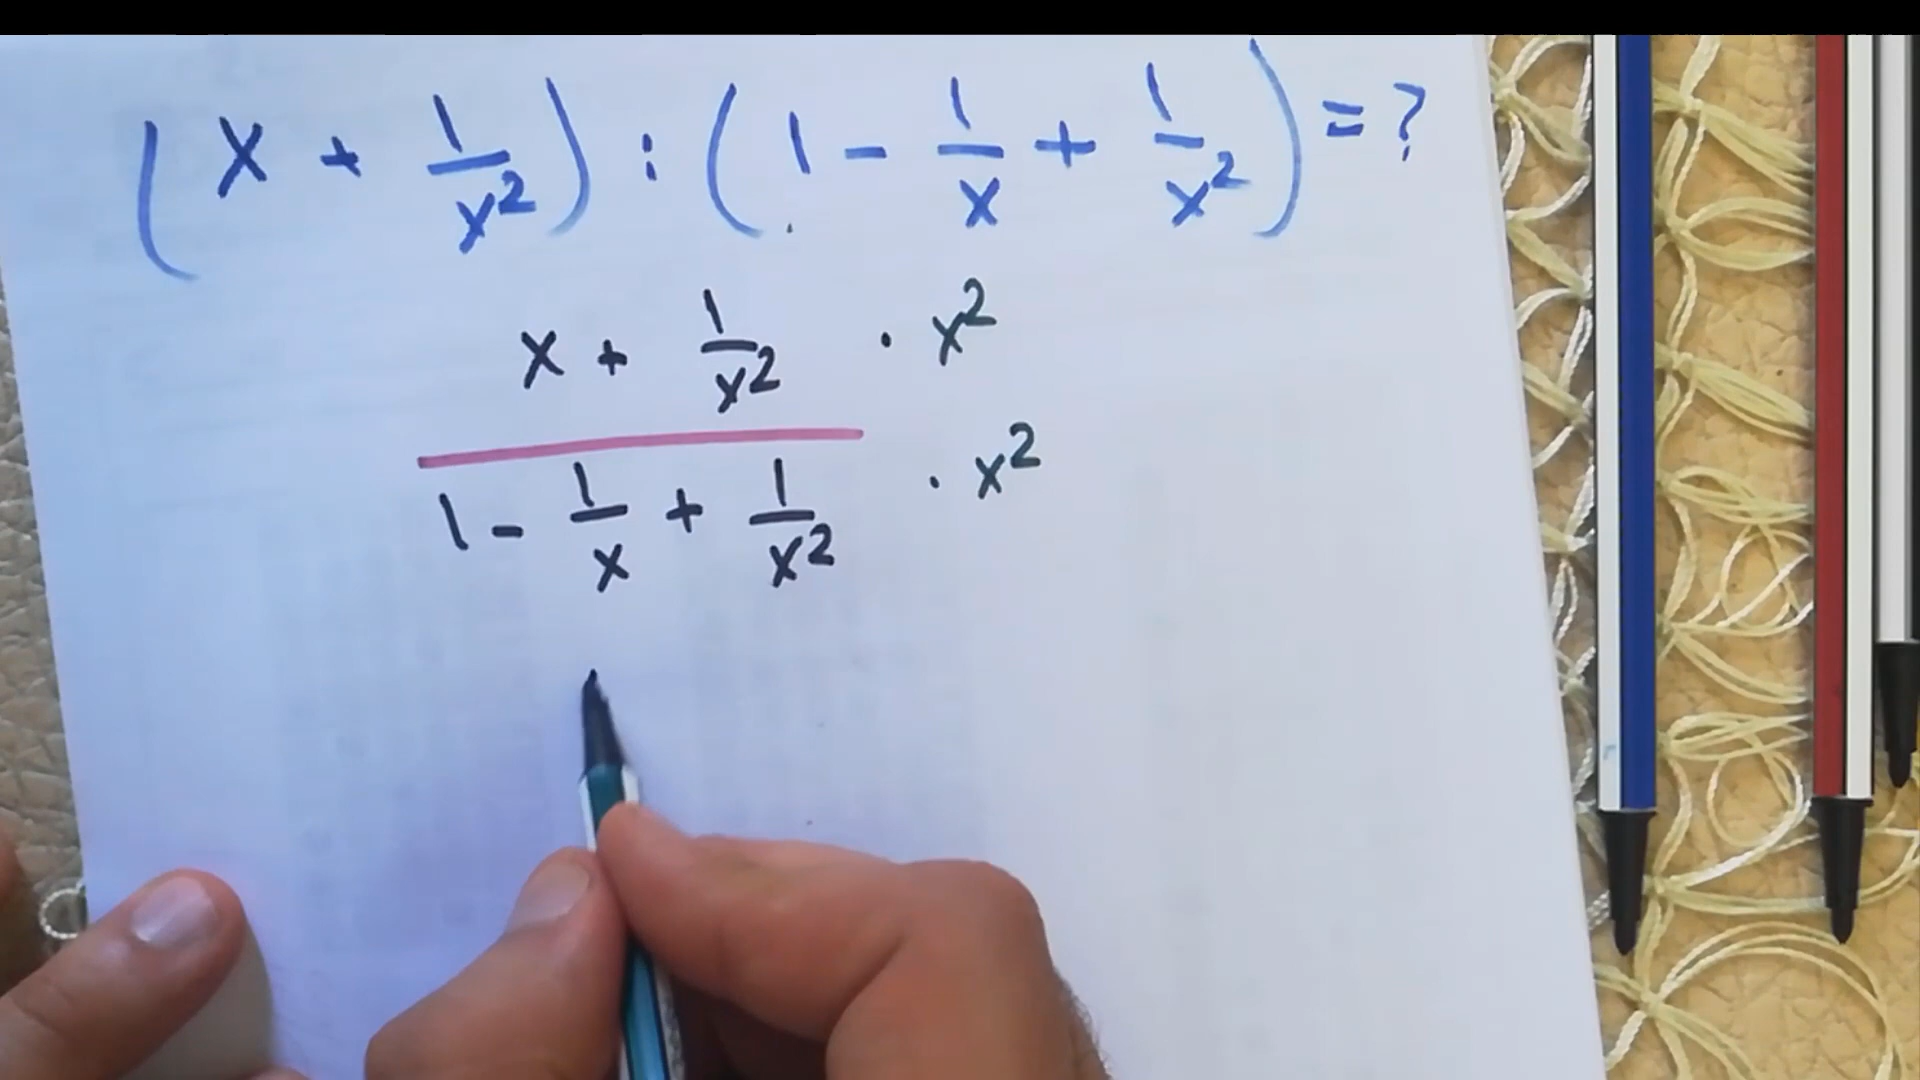 (x + 1/x²) : (1 - 1/x + 1/x²) = ?
x + 1/x² · x²
1 - 1/x + 1/x² · x²